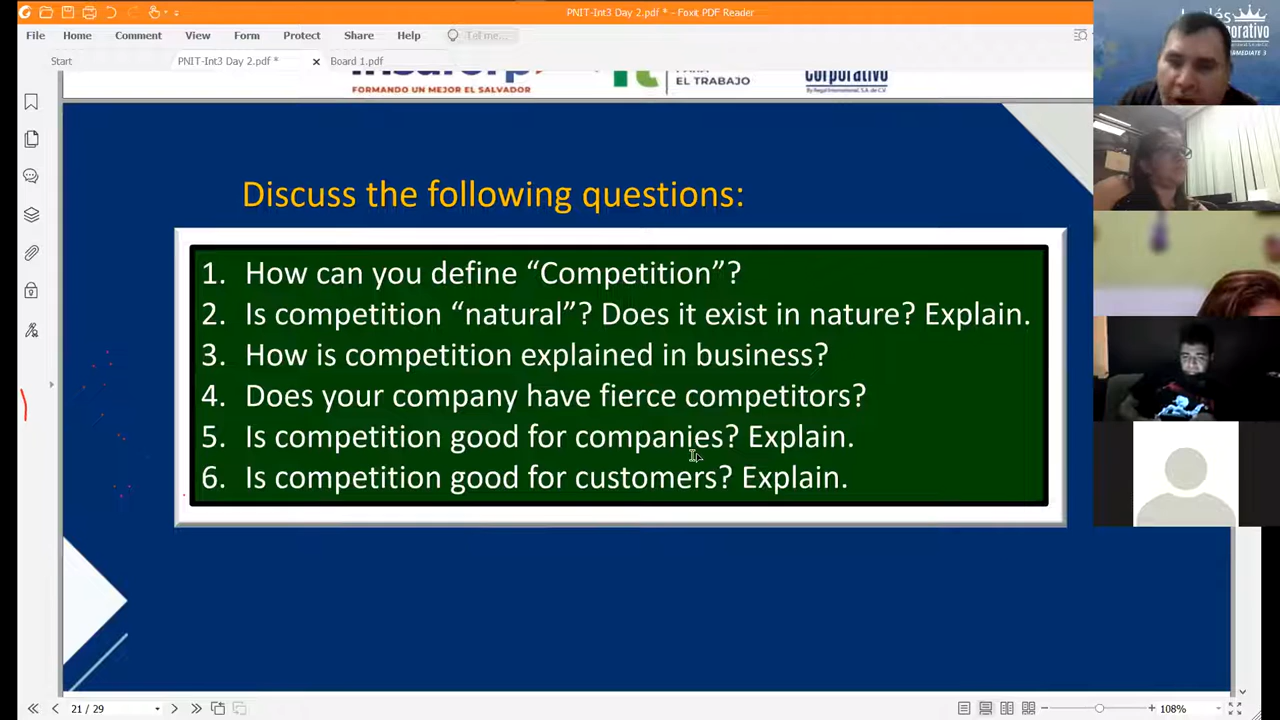 PNIT-Int3 Day 2.pdf * - Foxit PDF Reader
File Home Comment View Form Protect Share Help Tell me...
Start PNIT-Int3 Day 2.pdf * Board 1.pdf
FORMANDO UN MEJOR EL SALVADOR
EL TRABAJO
Corporativo
INTERMEDIATE 3
Discuss the following questions:
1. How can you define “Competition”?
2. Is competition “natural”? Does it exist in nature? Explain.
3. How is competition explained in business?
4. Does your company have fierce competitors?
5. Is competition good for companies? Explain.
6. Is competition good for customers? Explain.
21 / 29
108%